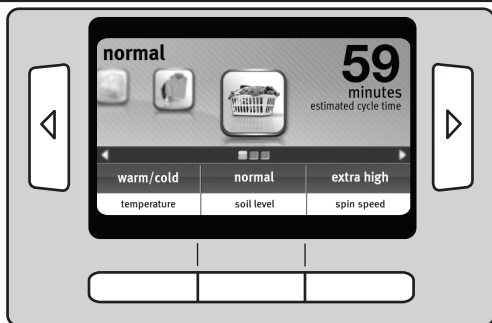 normal
59
minutes
estimated cycle time
warm/cold normal extra high
temperature soil level spin speed